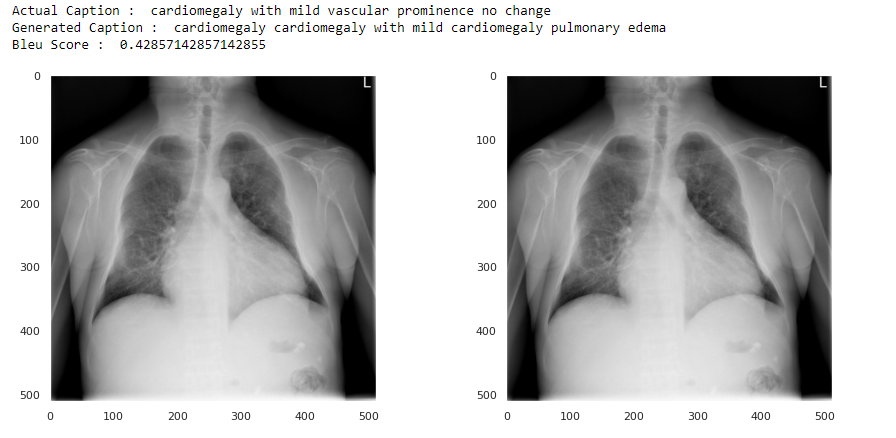 Actual Caption :  cardiomegaly with mild vascular prominence no change
Generated Caption :  cardiomegaly cardiomegaly with mild cardiomegaly pulmonary edema
Bleu Score :  0.42857142857142855
0
100
200
300
400
500
0 100 200 300 400 500
L
0
100
200
300
400
500
0 100 200 300 400 500
L